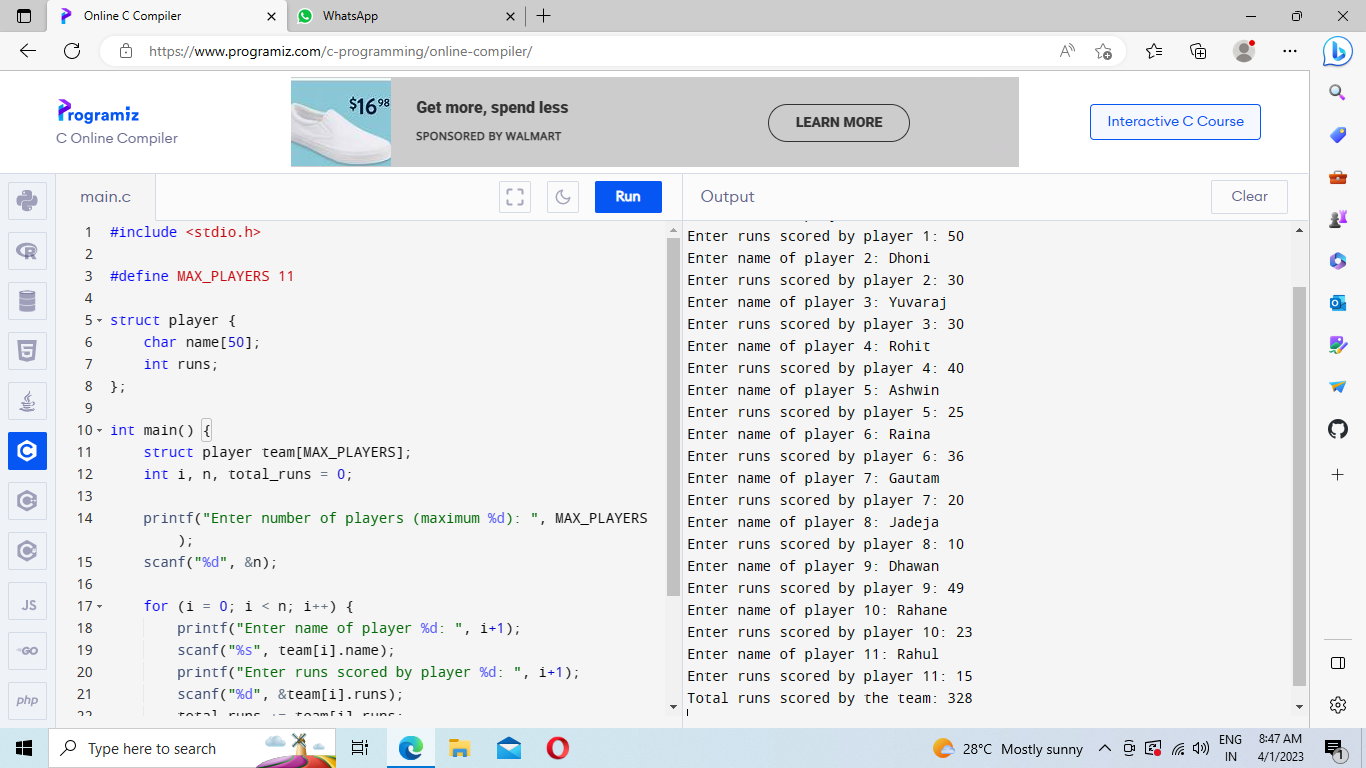 Online C Compiler
WhatsApp
https://www.programiz.com/c-programming/online-compiler/
Programiz
C Online Compiler
$16 98
Get more, spend less
SPONSORED BY WALMART
LEARN MORE
Interactive C Course
main.c
Run
Output
Clear
1 #include <stdio.h>
2
3 #define MAX_PLAYERS 11
4
5 struct player {
6 char name[50];
7 int runs;
8 };
9
10 int main() {
11 struct player team[MAX_PLAYERS];
12 int i, n, total_runs = 0;
13
14 printf("Enter number of players (maximum %d): ", MAX_PLAYERS
);
15 scanf("%d", &n);
16
17 for (i = 0; i < n; i++) {
18 printf("Enter name of player %d: ", i+1);
19 scanf("%s", team[i].name);
20 printf("Enter runs scored by player %d: ", i+1);
21 scanf("%d", &team[i].runs);
22 total_runs += team[i].runs;
Enter runs scored by player 1: 50
Enter name of player 2: Dhoni
Enter runs scored by player 2: 30
Enter name of player 3: Yuvaraj
Enter runs scored by player 3: 30
Enter name of player 4: Rohit
Enter runs scored by player 4: 40
Enter name of player 5: Ashwin
Enter runs scored by player 5: 25
Enter name of player 6: Raina
Enter runs scored by player 6: 36
Enter name of player 7: Gautam
Enter runs scored by player 7: 20
Enter name of player 8: Jadeja
Enter runs scored by player 8: 10
Enter name of player 9: Dhawan
Enter runs scored by player 9: 49
Enter name of player 10: Rahane
Enter runs scored by player 10: 23
Enter name of player 11: Rahul
Enter runs scored by player 11: 15
Total runs scored by the team: 328
JS
GO
php
Type here to search
28°C Mostly sunny
ENG
IN
8:47 AM
4/1/2023
1